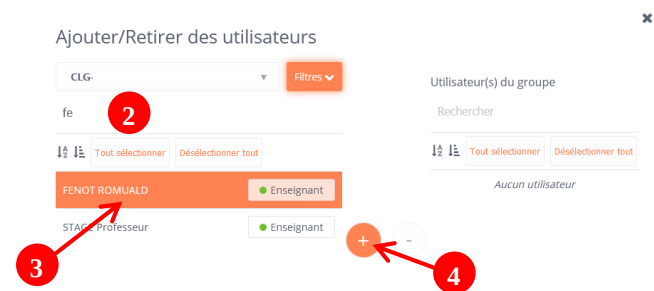 Ajouter/Retirer des utilisateurs
CLG-
Filtres
fe
2
Tout sélectionner Désélectionner tout
FENOT ROMUALD Enseignant
STAGE Professeur Enseignant
+ -
3
4
Utilisateur(s) du groupe
Rechercher
Tout sélectionner Désélectionner tout
Aucun utilisateur